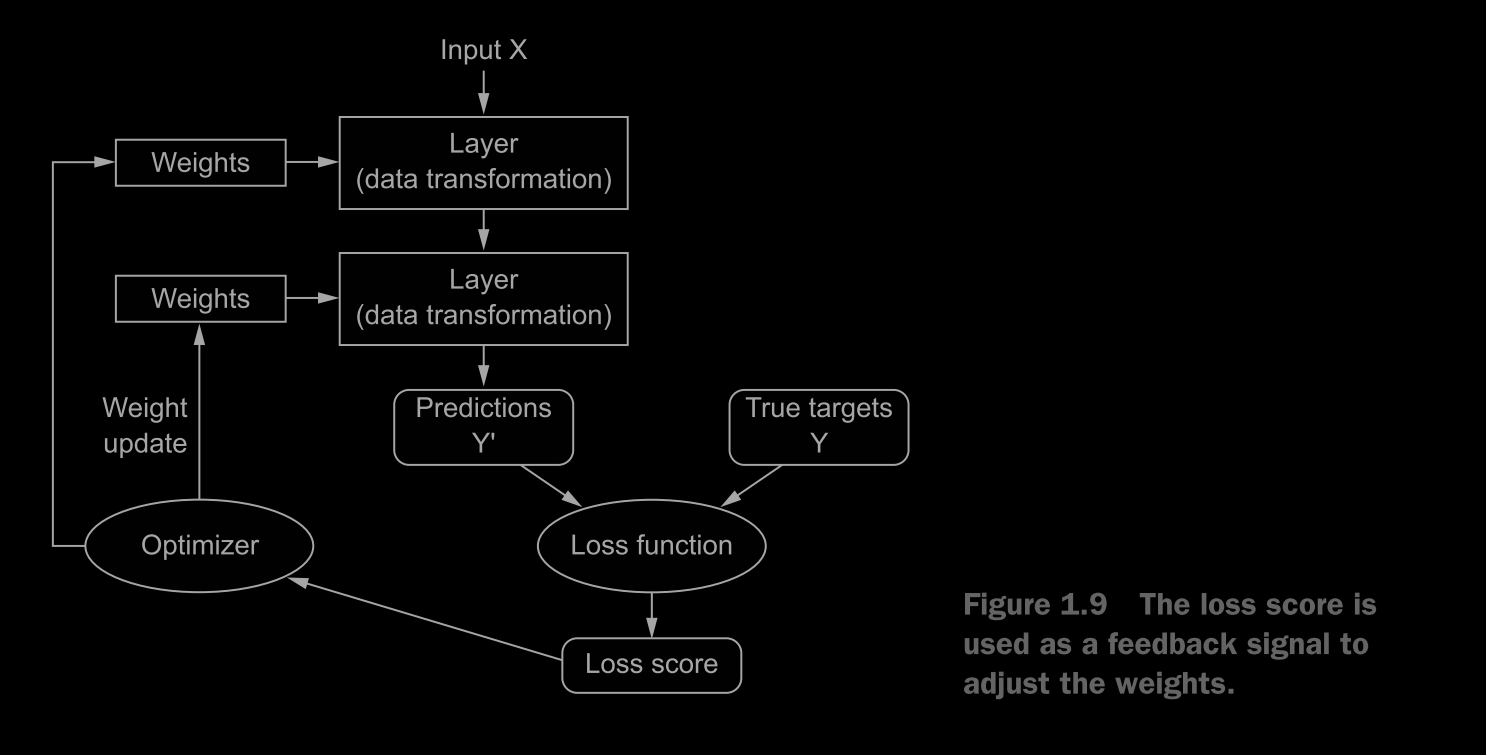 Input X
Weights
Layer
(data transformation)
Weights
Layer
(data transformation)
Weight
update
Predictions
Y'
True targets
Y
Optimizer
Loss function
Loss score
Figure 1.9 The loss score is
used as a feedback signal to
adjust the weights.